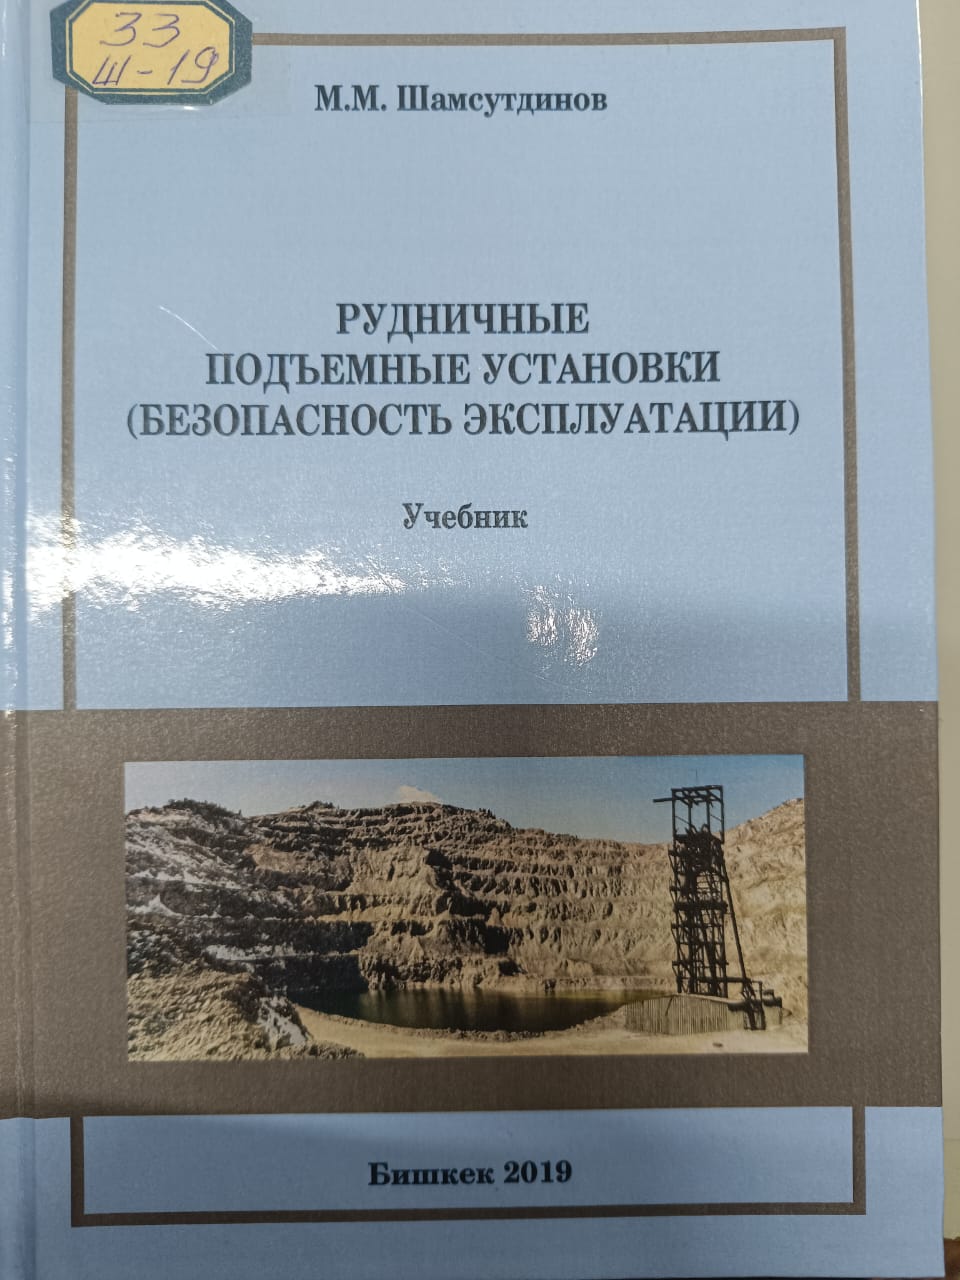 33
Ш-19
М.М. Шамсутдинов
РУДНИЧНЫЕ
ПОДЪЕМНЫЕ УСТАНОВКИ
(БЕЗОПАСНОСТЬ ЭКСПЛУАТАЦИИ)
Учебник
Бишкек 2019